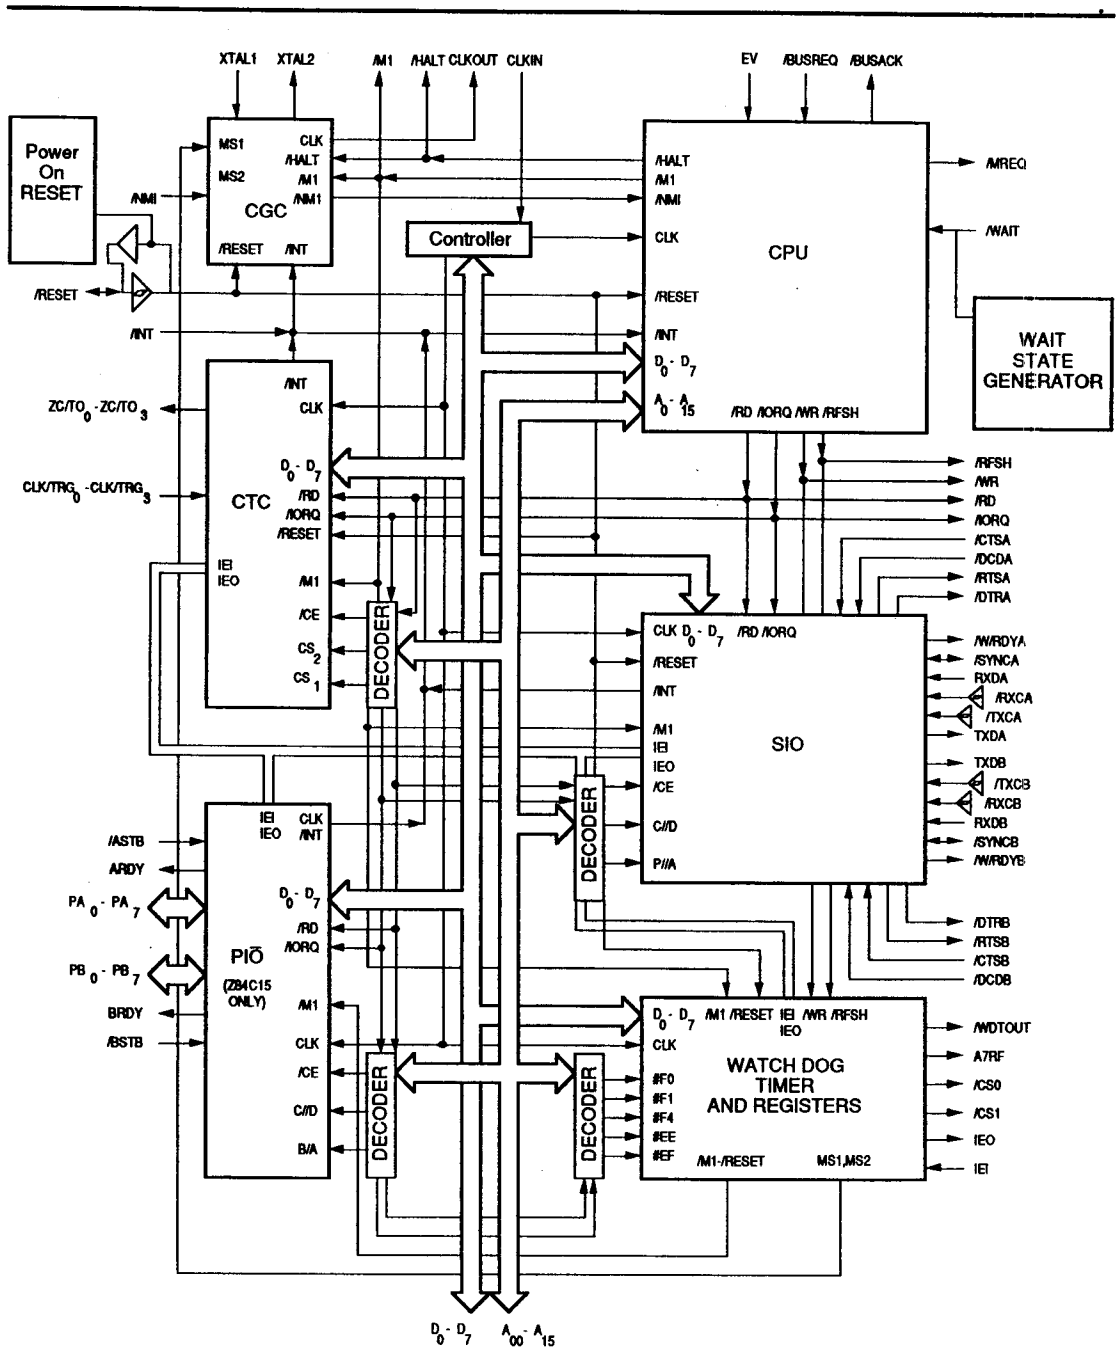 XTAL1 XTAL2 /M1 /HALT CLKOUT CLKIN EV /BUSREQ /BUSACK
Power
On
RESET
MS1 CLK
/HALT
MS2 /M1
/NM1
CGC
/RESET /INT
/NMI
/RESET
/INT
Controller
/HALT
/M1
/NMI
CLK
CPU
/RESET
/INT
D0 - D7
A0 - A15
/RD /IORQ /WR /RFSH
/MREQ
/WAIT
WAIT
STATE
GENERATOR
/INT
CLK
D0 - D7
CTC
/RD
/IORQ
/RESET
IEI
IEO
/M1
/CE
CS2
CS1
ZC/TO0 - ZC/TO3
CLK/TRG0 - CLK/TRG3
DECODER
/RFSH
/WR
/RD
/IORQ
/CTSA
/DCDA
/RTSA
/DTRA
CLK D0 - D7 /RD /IORQ
/RESET
/INT
/M1
IEI
IEO
/CE
C//D
P//A
SIO
DECODER
/W/RDYA
/SYNCA
RXDA
/RXCA
/TXCA
TXDA
TXDB
/TXCB
/RXCB
RXDB
/SYNCB
/W/RDYB
/DTRB
/RTSB
/CTSB
/DCDB
IEI CLK
IEO /INT
D0 - D7
/RD
/IORQ
PIO
(Z84C15
ONLY)
/M1
CLK
/CE
C//D
B/A
/ASTB
ARDY
PA0 - PA7
PB0 - PB7
BRDY
/BSTB
DECODER
DECODER
D0 - D7 /M1 /RESET IEI /WR /RFSH
IEO
CLK
WATCH DOG
TIMER
AND REGISTERS
#F0
#F1
#F4
#EE
#EF
/M1-/RESET MS1,MS2
/WDTOUT
A7RF
/CS0
/CS1
IEO
IEI
D0 - D7 A00 - A15